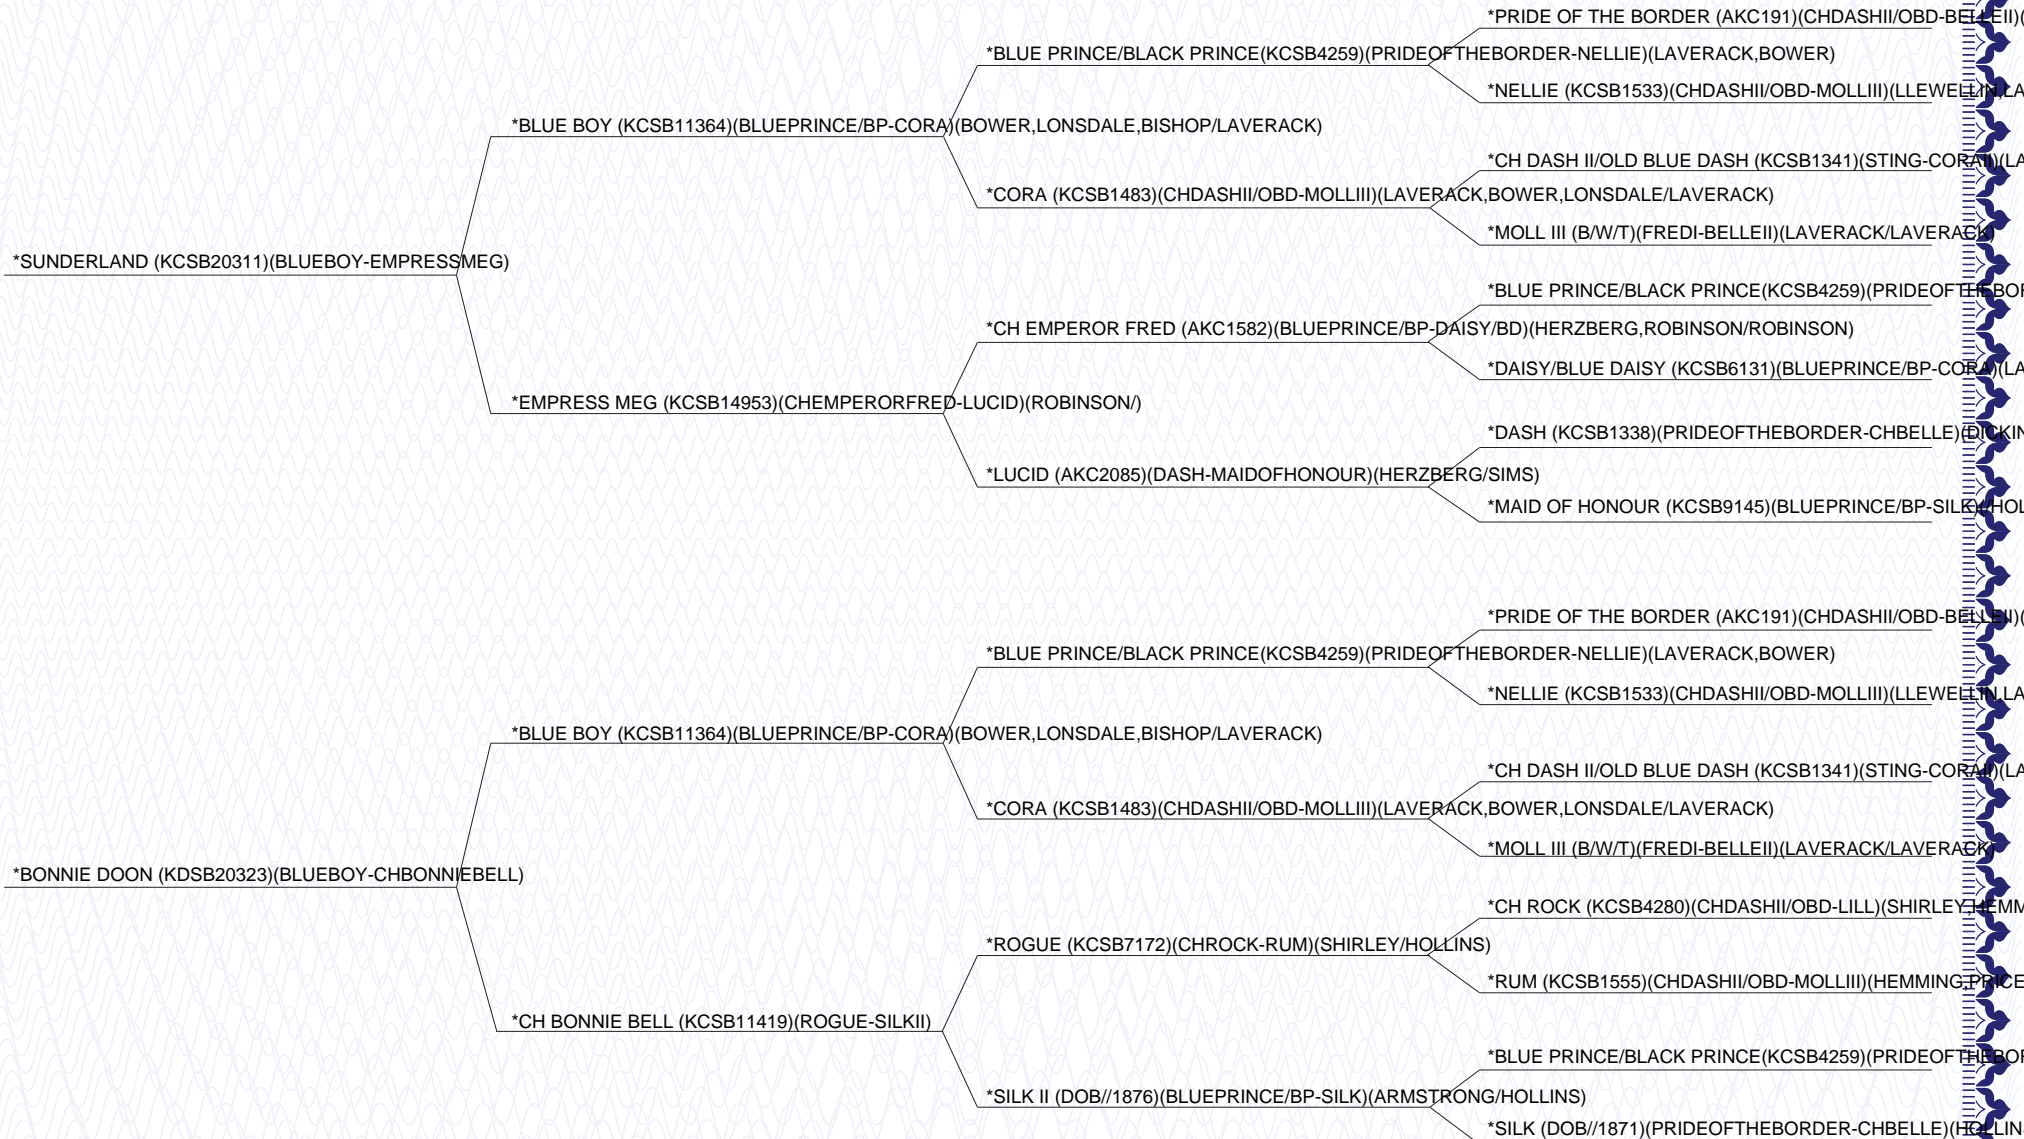 *PRIDE OF THE BORDER (AKC191)(CHDASHII/OBD-BELLEII)(
*BLUE PRINCE/BLACK PRINCE(KCSB4259)(PRIDEOFTHEBORDER-NELLIE)(LAVERACK,BOWER)
*NELLIE (KCSB1533)(CHDASHII/OBD-MOLLIII)(LLEWELLIN,LA
*BLUE BOY (KCSB11364)(BLUEPRINCE/BP-CORA)(BOWER,LONSDALE,BISHOP/LAVERACK)
*CH DASH II/OLD BLUE DASH (KCSB1341)(STING-CORAII)(LA
*CORA (KCSB1483)(CHDASHII/OBD-MOLLIII)(LAVERACK,BOWER,LONSDALE/LAVERACK)
*MOLL III (B/W/T)(FREDI-BELLEII)(LAVERACK/LAVERACK)
*SUNDERLAND (KCSB20311)(BLUEBOY-EMPRESSMEG)
*BLUE PRINCE/BLACK PRINCE(KCSB4259)(PRIDEOFTHEBOR
*CH EMPEROR FRED (AKC1582)(BLUEPRINCE/BP-DAISY/BD)(HERZBERG,ROBINSON/ROBINSON)
*DAISY/BLUE DAISY (KCSB6131)(BLUEPRINCE/BP-CORA)(LA
*EMPRESS MEG (KCSB14953)(CHEMPERORFRED-LUCID)(ROBINSON/)
*DASH (KCSB1338)(PRIDEOFTHEBORDER-CHBELLE)(DICKIN
*LUCID (AKC2085)(DASH-MAIDOFHONOUR)(HERZBERG/SIMS)
*MAID OF HONOUR (KCSB9145)(BLUEPRINCE/BP-SILK)(/HOL
*PRIDE OF THE BORDER (AKC191)(CHDASHII/OBD-BELLEII)(
*BLUE PRINCE/BLACK PRINCE(KCSB4259)(PRIDEOFTHEBORDER-NELLIE)(LAVERACK,BOWER)
*NELLIE (KCSB1533)(CHDASHII/OBD-MOLLIII)(LLEWELLIN,LA
*BLUE BOY (KCSB11364)(BLUEPRINCE/BP-CORA)(BOWER,LONSDALE,BISHOP/LAVERACK)
*CH DASH II/OLD BLUE DASH (KCSB1341)(STING-CORAII)(LA
*CORA (KCSB1483)(CHDASHII/OBD-MOLLIII)(LAVERACK,BOWER,LONSDALE/LAVERACK)
*MOLL III (B/W/T)(FREDI-BELLEII)(LAVERACK/LAVERACK)
*BONNIE DOON (KDSB20323)(BLUEBOY-CHBONNIEBELL)
*CH ROCK (KCSB4280)(CHDASHII/OBD-LILL)(SHIRLEY,HEMM
*ROGUE (KCSB7172)(CHROCK-RUM)(SHIRLEY/HOLLINS)
*RUM (KCSB1555)(CHDASHII/OBD-MOLLIII)(HEMMING,PRICE
*CH BONNIE BELL (KCSB11419)(ROGUE-SILKII)
*BLUE PRINCE/BLACK PRINCE(KCSB4259)(PRIDEOFTHEBOR
*SILK II (DOB//1876)(BLUEPRINCE/BP-SILK)(ARMSTRONG/HOLLINS)
*SILK (DOB//1871)(PRIDEOFTHEBORDER-CHBELLE)(HOLLINS